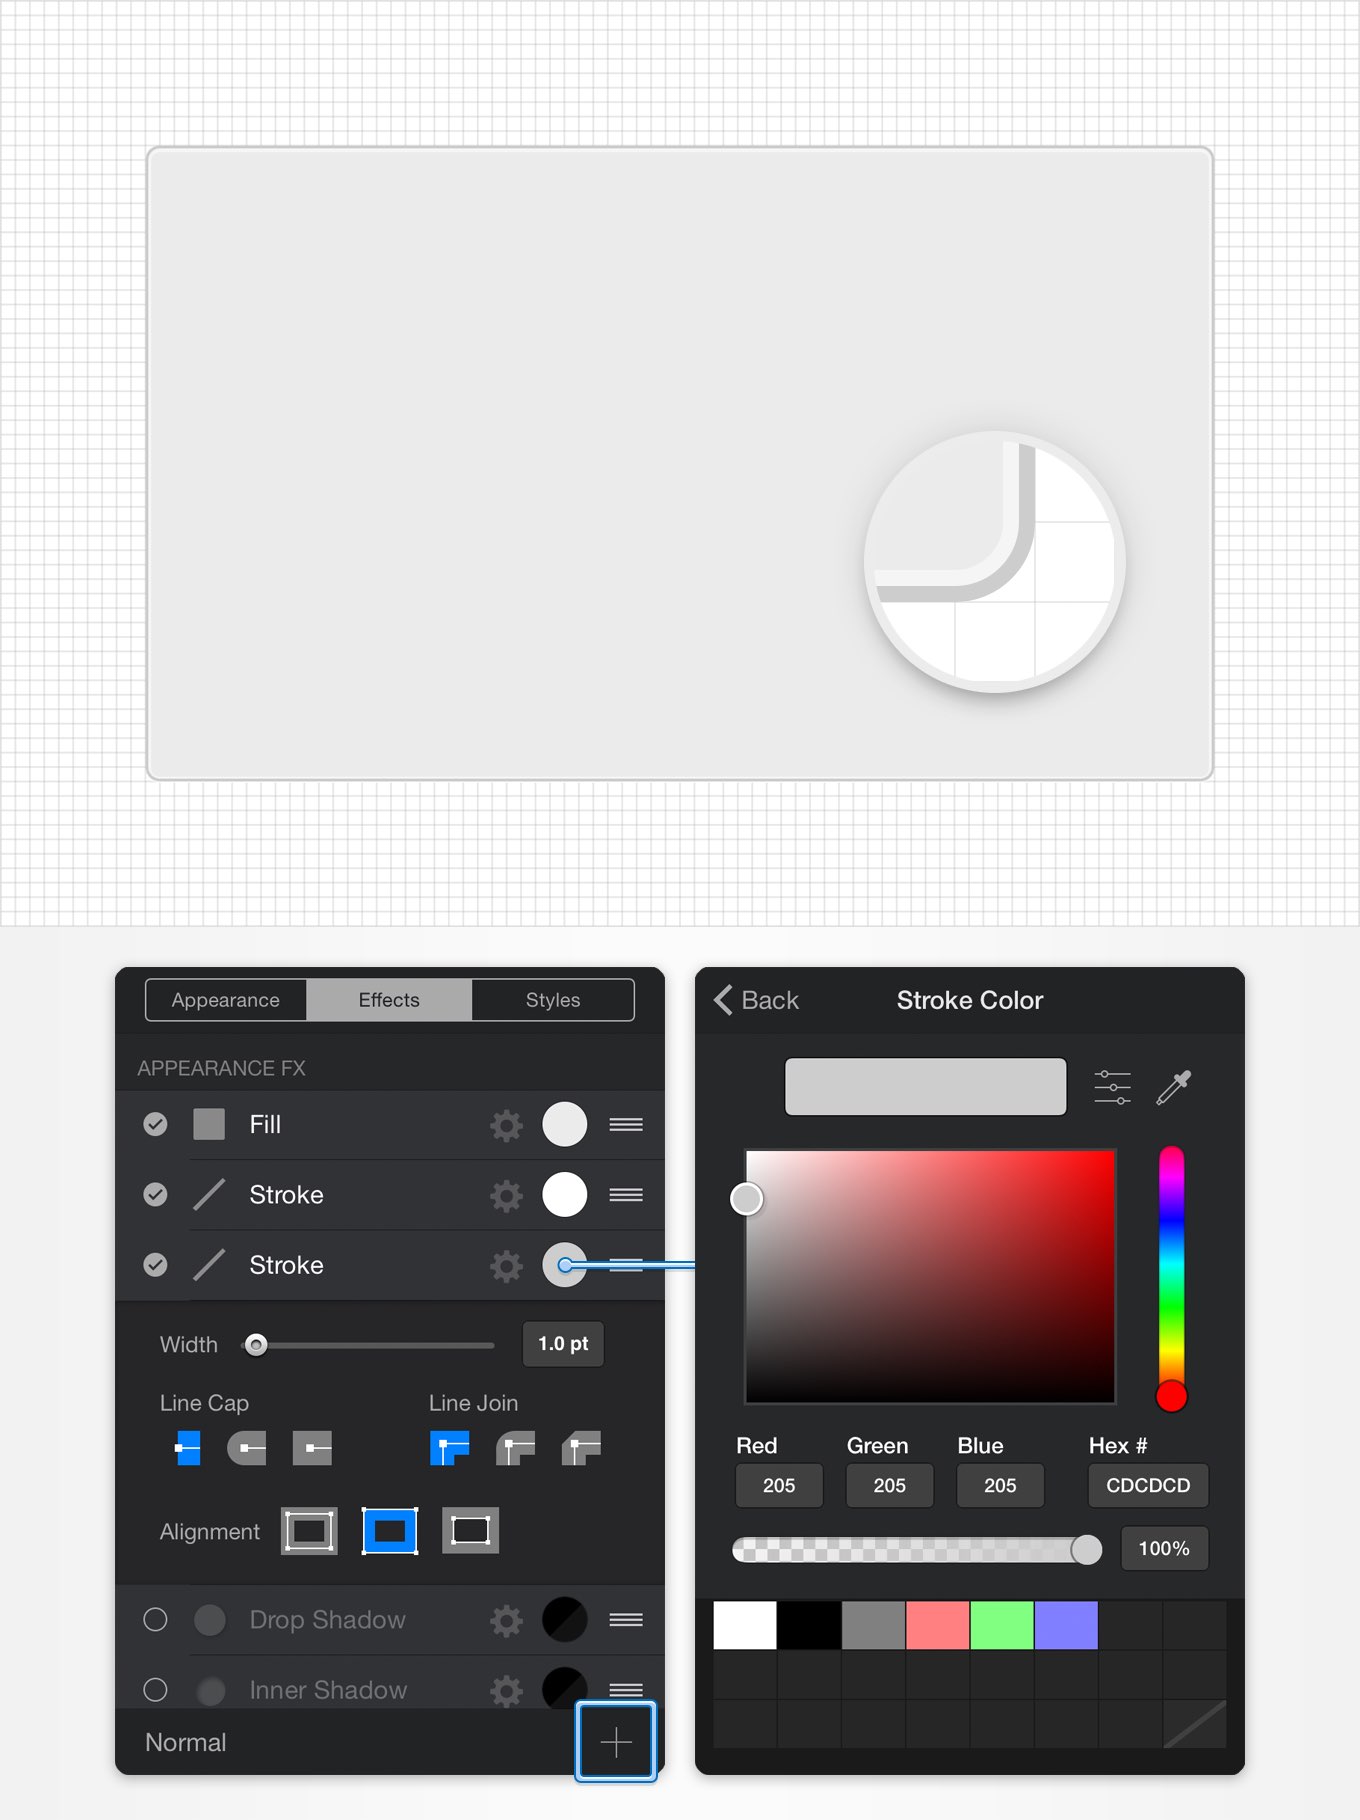 Appearance Effects Styles
APPEARANCE FX
Fill
Stroke
Stroke
Width 1.0 pt
Line Cap Line Join
Alignment
Drop Shadow
Inner Shadow
Normal
Back Stroke Color
Red Green Blue Hex #
205 205 205 CDCDCD
100%